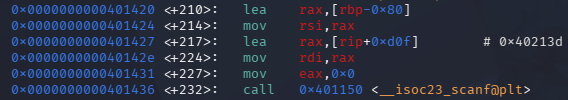 0x0000000000401420 <+210>: lea rax,[rbp-0x80]
0x0000000000401424 <+214>: mov rsi,rax
0x0000000000401427 <+217>: lea rax,[rip+0xd0f] # 0x40213d
0x000000000040142e <+224>: mov rdi,rax
0x0000000000401431 <+227>: mov eax,0x0
0x0000000000401436 <+232>: call 0x401150 <__isoc23_scanf@plt>